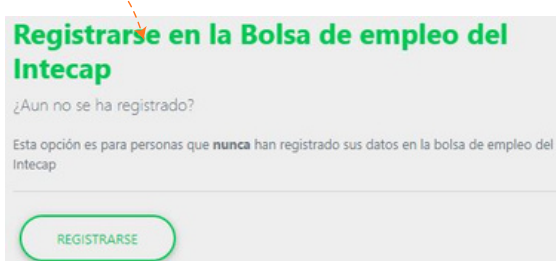 Registrarse en la Bolsa de empleo del
Intecap
¿Aun no se ha registrado?
Esta opción es para personas que nunca han registrado sus datos en la bolsa de empleo del
Intecap
REGISTRARSE